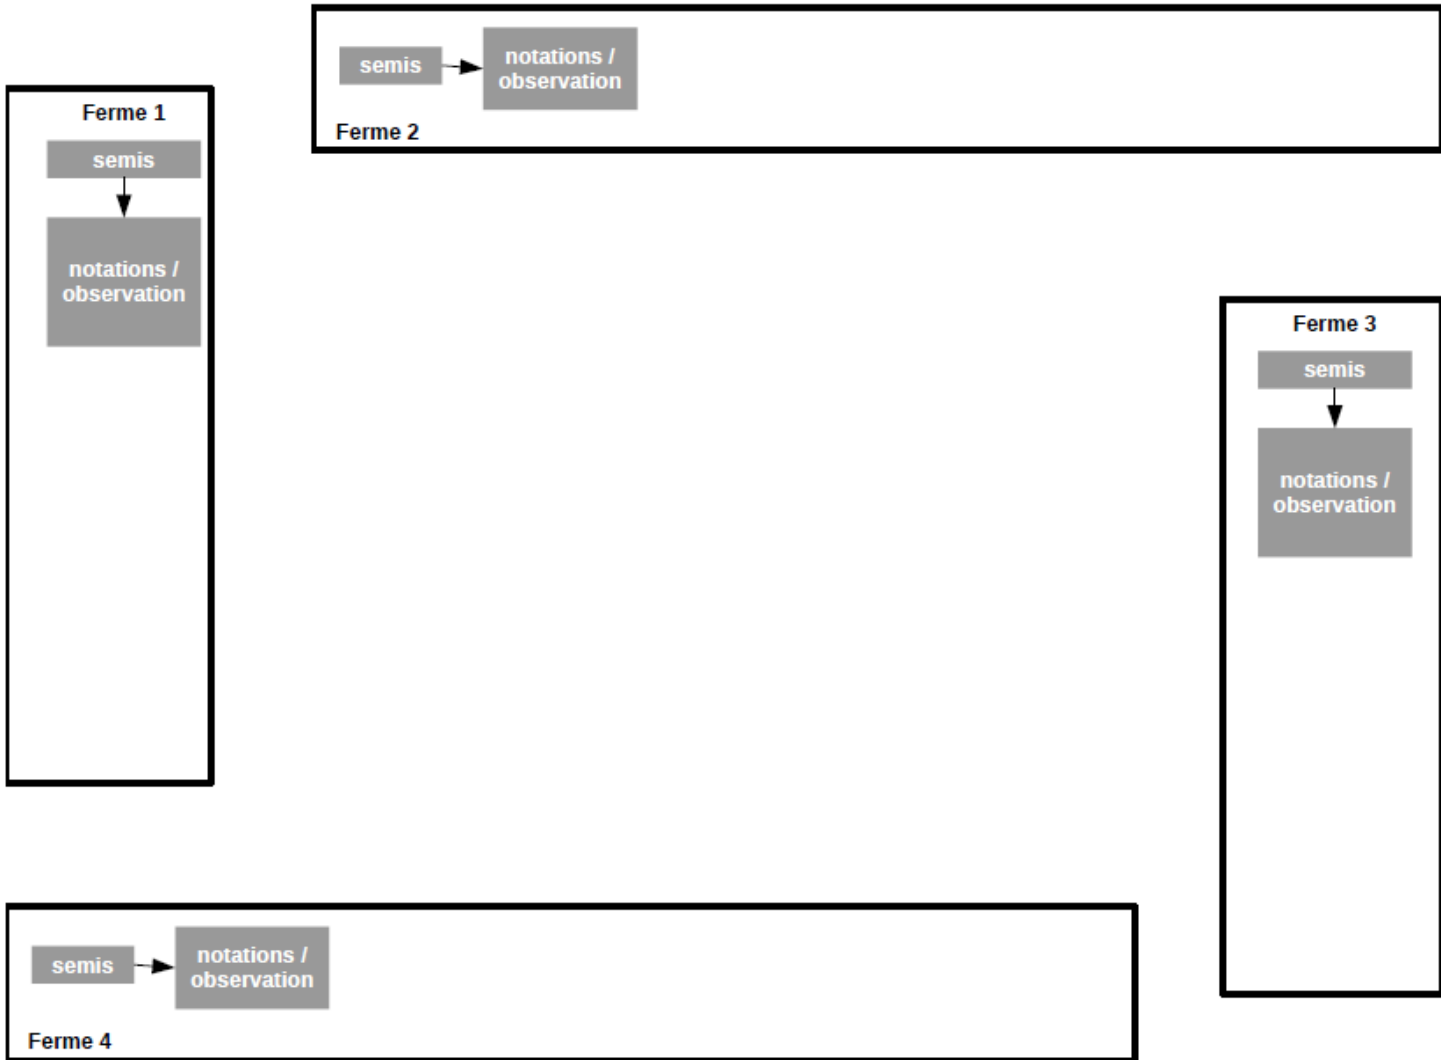 semis
notations /
observation
Ferme 2
Ferme 1
semis
notations /
observation
Ferme 3
semis
notations /
observation
semis
notations /
observation
Ferme 4